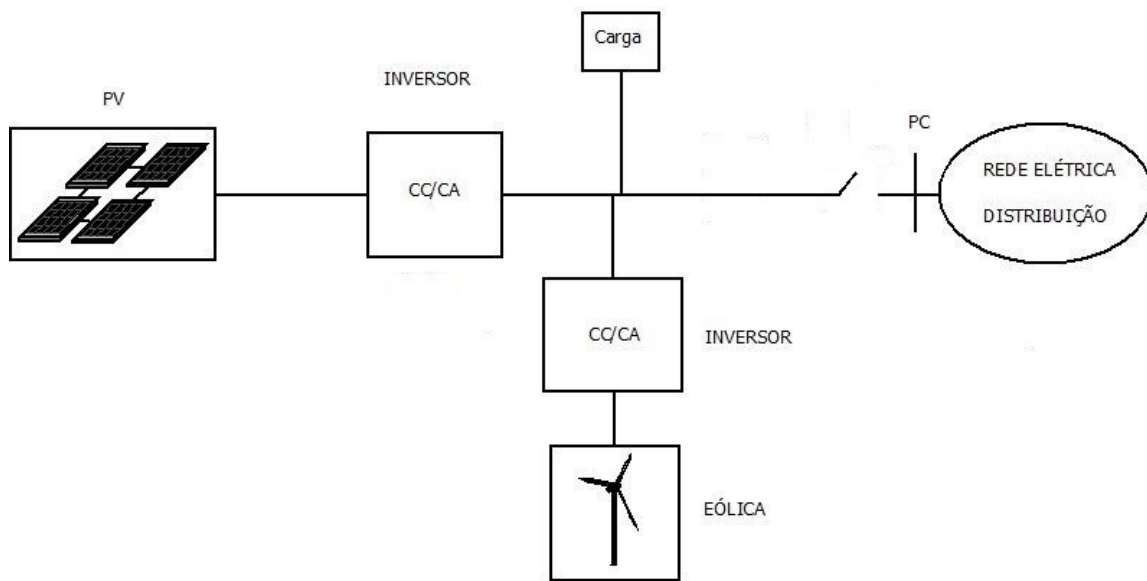 Carga
INVERSOR
PV
PC
CC/CA
REDE ELÉTRICA
DISTRIBUIÇÃO
CC/CA
INVERSOR
EÓLICA